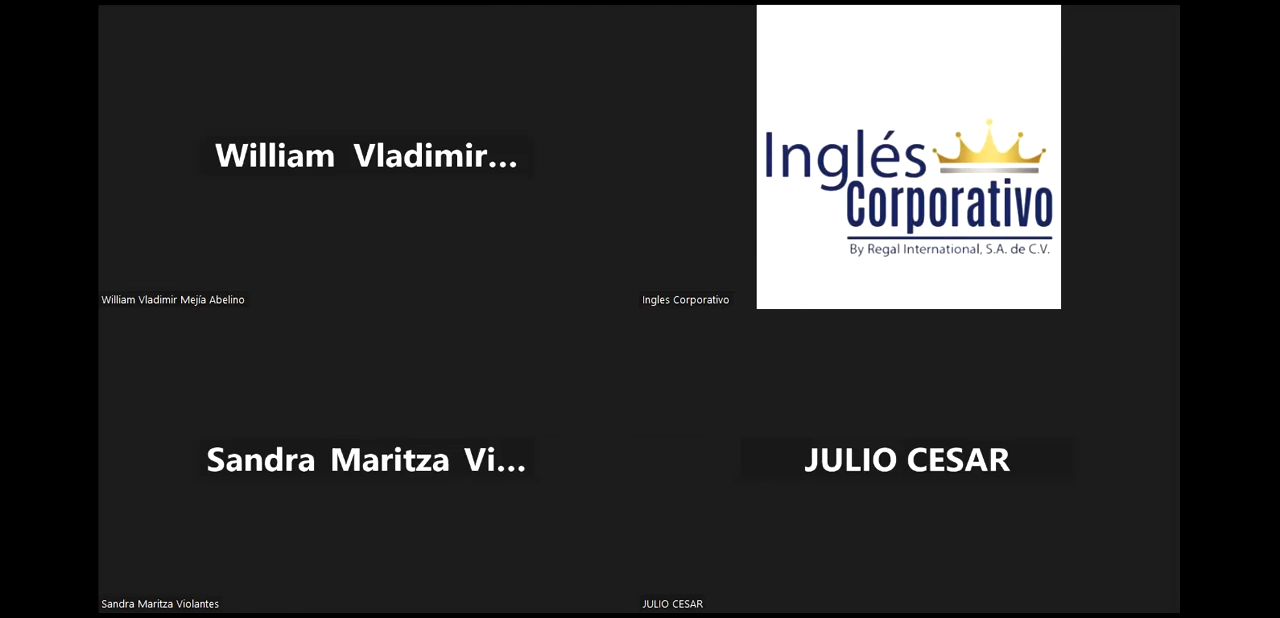 William Vladimir...
William Vladimir Mejía Abelino
Inglés
Corporativo
By Regal International, S.A. de C.V.
Ingles Corporativo
Sandra Maritza Vi...
Sandra Maritza Violantes
JULIO CESAR
JULIO CESAR